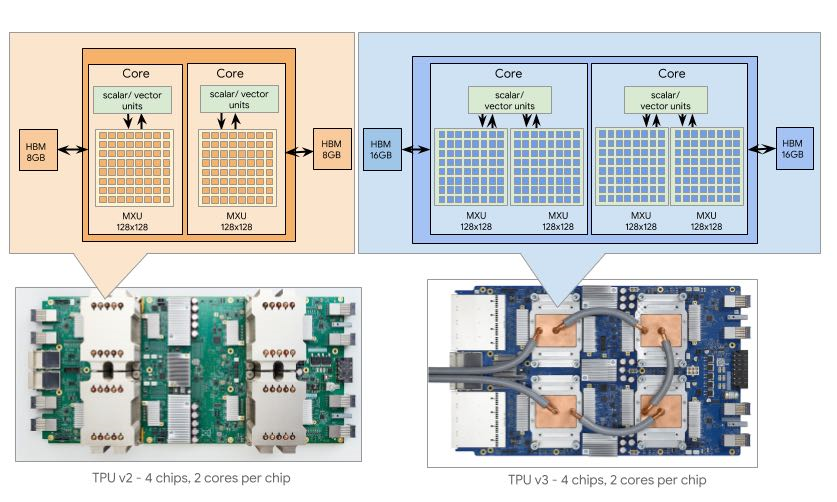 Core
Core
scalar/ vector
units
scalar/ vector
units
HBM
8GB
HBM
8GB
MXU
128x128
MXU
128x128
Core
Core
scalar/
vector units
scalar/
vector units
HBM
16GB
HBM
16GB
MXU
128x128
MXU
128x128
MXU
128x128
MXU
128x128
TPU v2 - 4 chips, 2 cores per chip
TPU v3 - 4 chips, 2 cores per chip